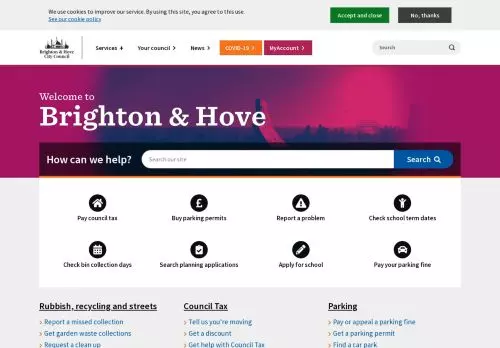 We use cookies to improve our service. By using this site, you agree to this use.
See our cookie policy
Accept and close
No, thanks
Brighton & Hove
City Council
Services +
Your council >
News >
COVID-19 >
MyAccount >
Search
Welcome to
Brighton & Hove
How can we help?
Search our site
Search
Pay council tax
Buy parking permits
Report a problem
Check school term dates
Check bin collection days
Search planning applications
Apply for school
Pay your parking fine
Rubbish, recycling and streets
Council Tax
Parking
> Report a missed collection
> Tell us you're moving
> Pay or appeal a parking fine
> Get garden waste collections
> Get a discount
> Get a parking permit
> Request a clean up
> Get help with Council Tax
> Find a car park